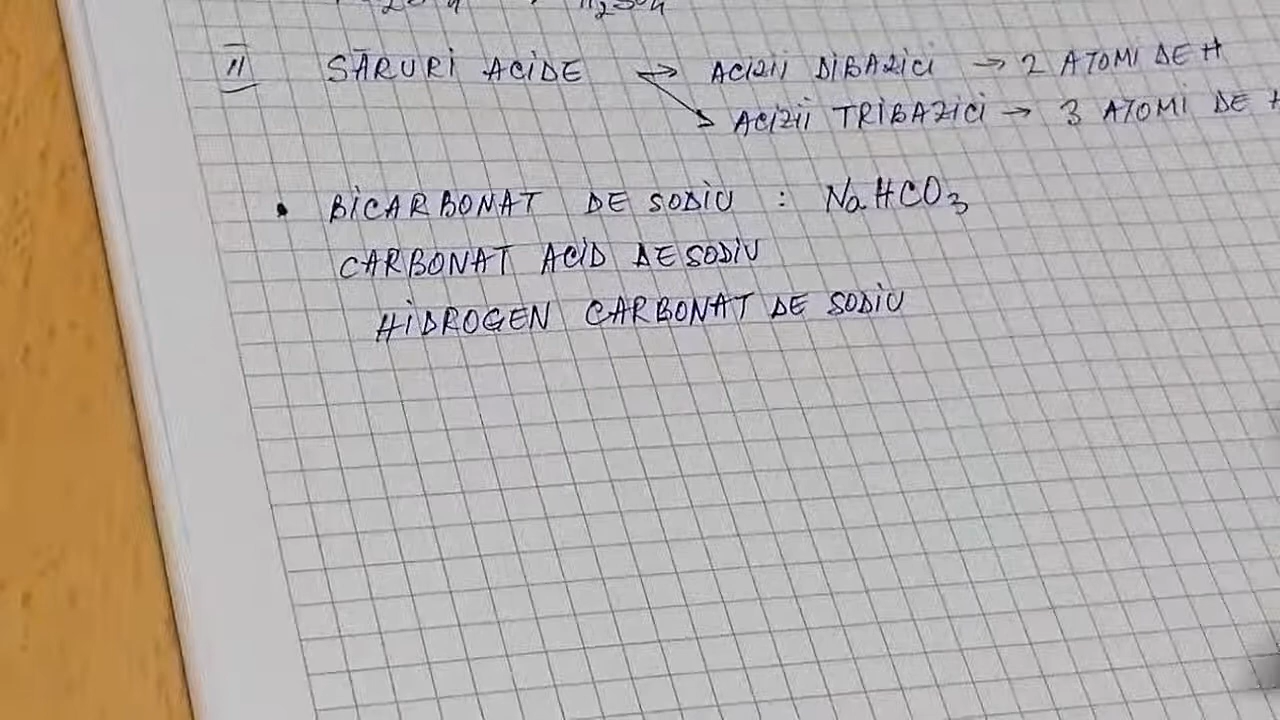 II SĂRURI ACIDE → ACIZII DIBAZICI → 2 ATOMI DE H
→ ACIZII TRIBAZICI → 3 ATOMI DE
• BICARBONAT DE SODIU : NaHCO₃
CARBONAT ACID DE SODIU
HIDROGEN CARBONAT DE SODIU